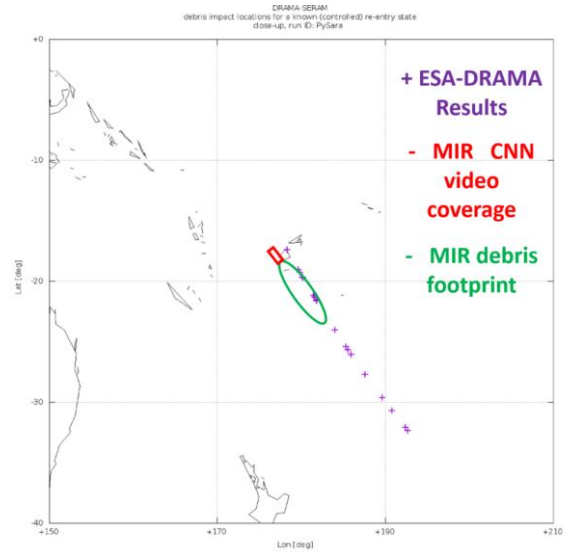 DRAMA-SERAM
debris impact locations for a known (controlled) re-entry state
close-up, run ID: PySara
+0
-10
-20
-30
-40
Lat [deg]
+150
+170
+190
+210
Lon [deg]
+ ESA-DRAMA
Results
- MIR CNN
video
coverage
- MIR debris
footprint